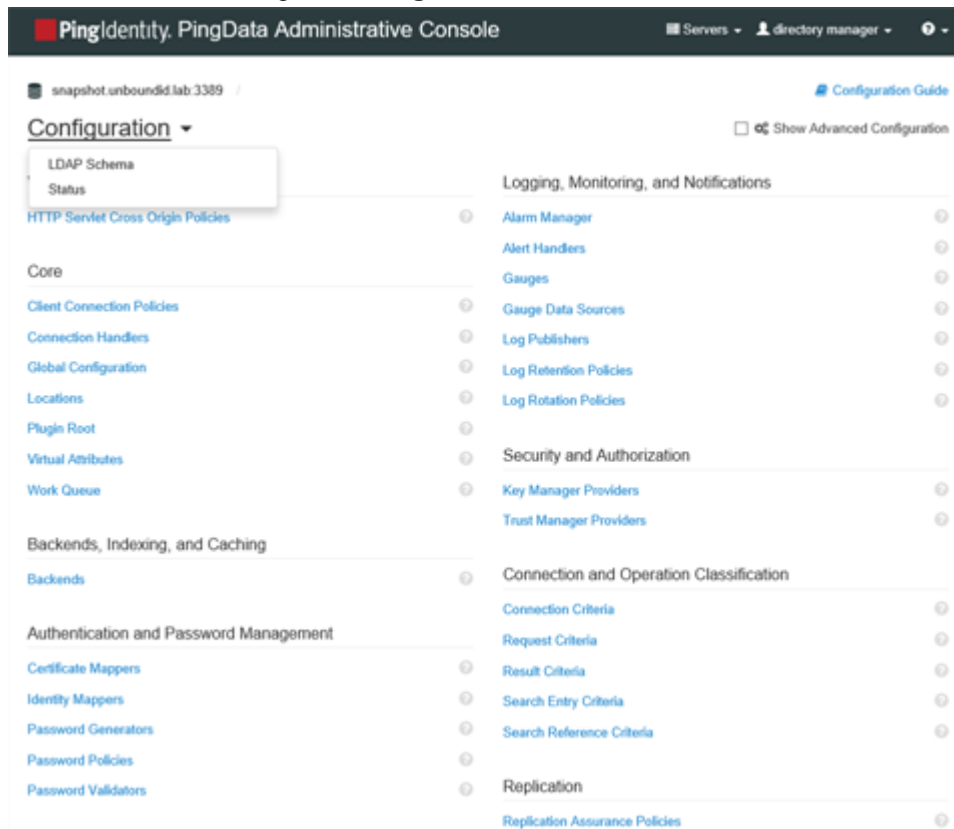 PingIdentity. PingData Administrative Console
Servers
directory manager
snapshot.unboundid.lab:3389 /
Configuration Guide
Configuration
Show Advanced Configuration
LDAP Schema
Status
HTTP Servlet Cross Origin Policies
Core
Client Connection Policies
Connection Handlers
Global Configuration
Locations
Plugin Root
Virtual Attributes
Work Queue
Backends, Indexing, and Caching
Backends
Authentication and Password Management
Certificate Mappers
Identity Mappers
Password Generators
Password Policies
Password Validators
Logging, Monitoring, and Notifications
Alarm Manager
Alert Handlers
Gauges
Gauge Data Sources
Log Publishers
Log Retention Policies
Log Rotation Policies
Security and Authorization
Key Manager Providers
Trust Manager Providers
Connection and Operation Classification
Connection Criteria
Request Criteria
Result Criteria
Search Entry Criteria
Search Reference Criteria
Replication
Replication Assurance Policies